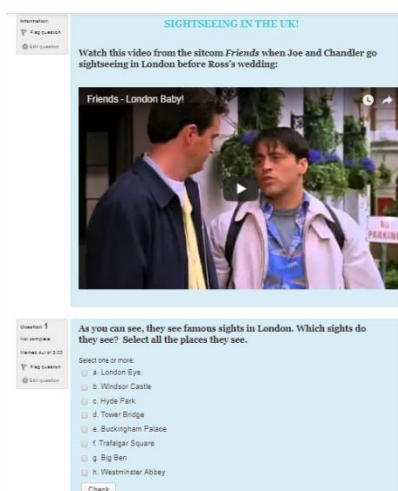 Information
Flag question
Edit question
SIGHTSEEING IN THE UK!
Watch this video from the sitcom Friends when Joe and Chandler go
sightseeing in London before Ross's wedding:
Friends - London Baby!
NO
PARKING
Question 1
Not complete
Marked out of 3.00
Flag question
Edit question
As you can see, they see famous sights in London. Which sights do
they see? Select all the places they see.
Select one or more:
a. London Eye
b. Windsor Castle
c. Hyde Park
d. Tower Bridge
e. Buckingham Palace
f. Trafalgar Square
g. Big Ben
h. Westminster Abbey
Check